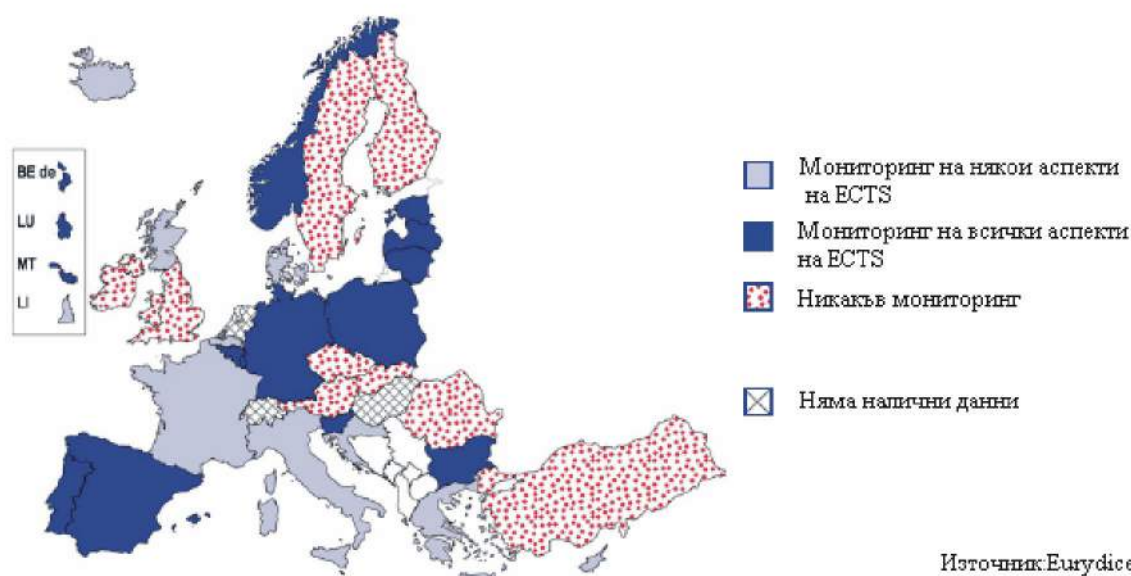 BE de
LU
MT
LI
Мониторинг на някои аспекти
на ECTS
Мониторинг на всички аспекти
на ECTS
Никакъв мониторинг
Няма налични данни
Източник:Eurydice